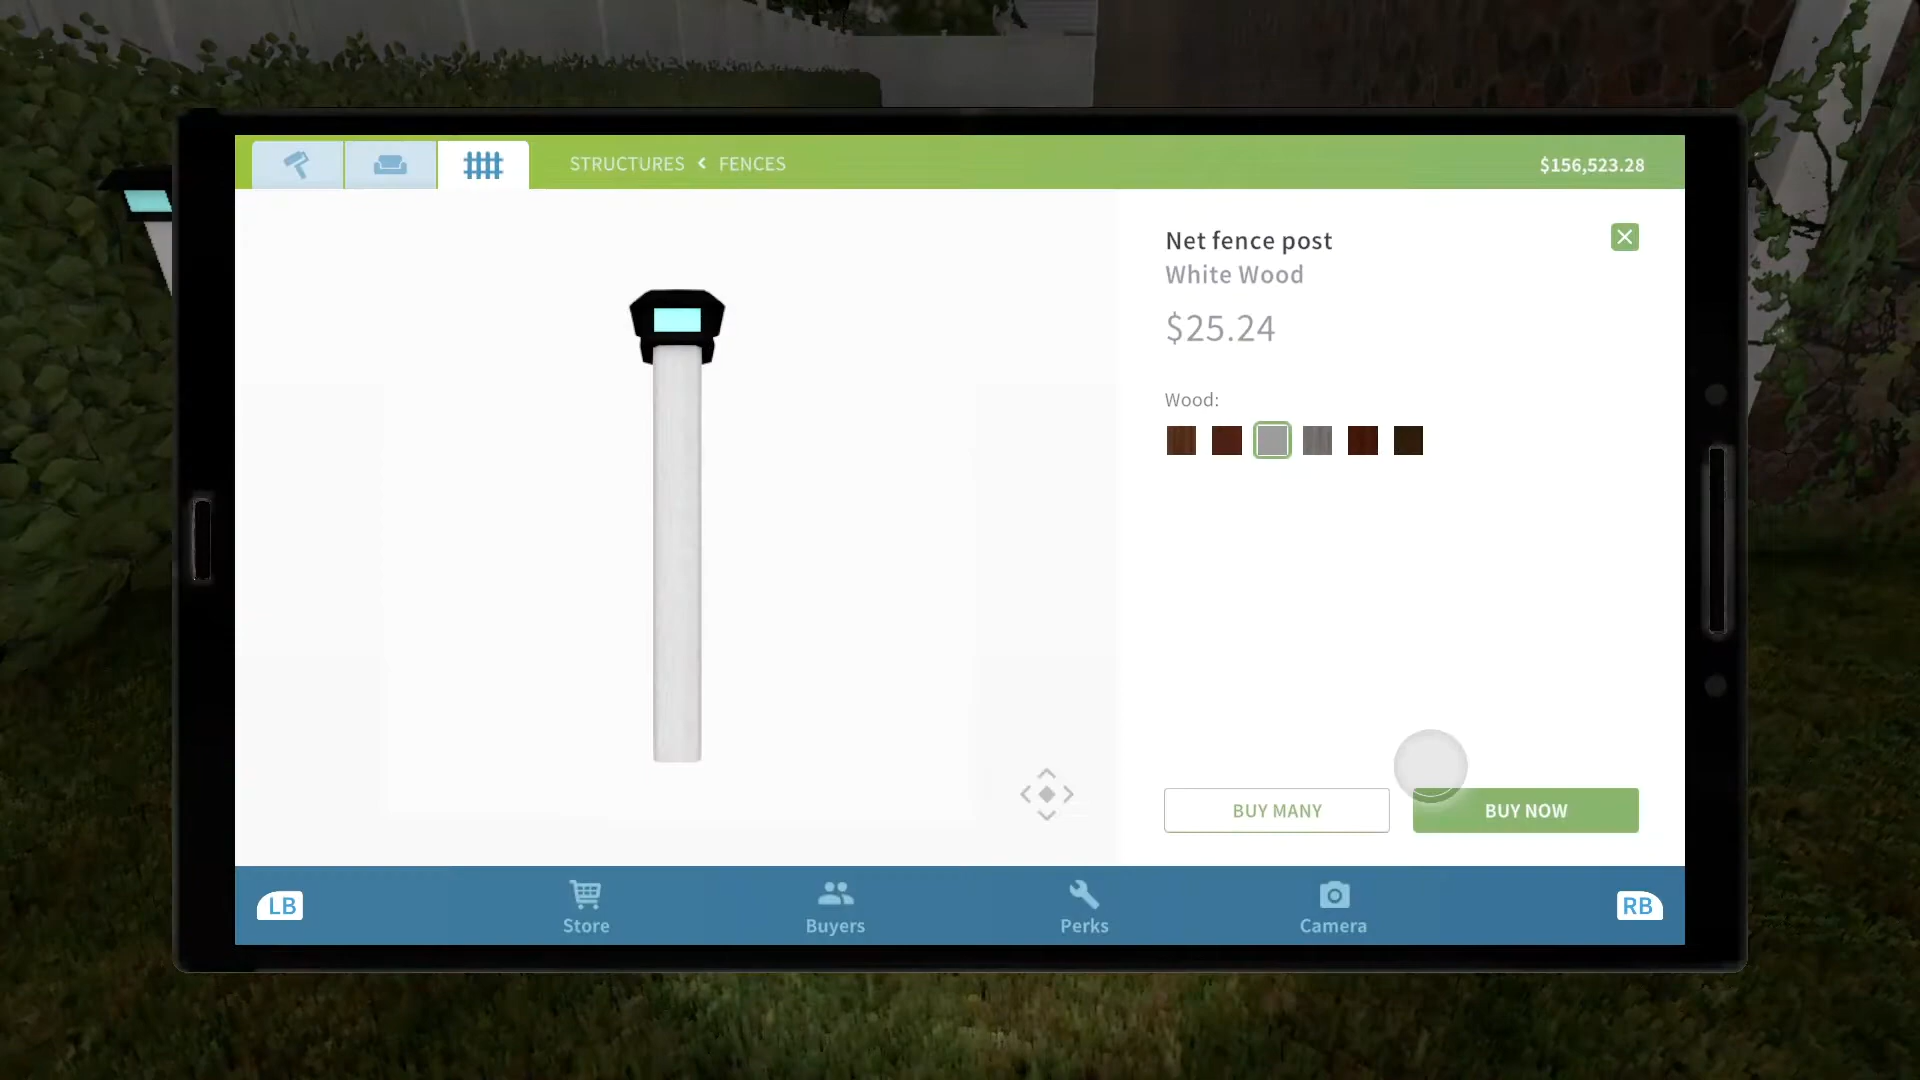 STRUCTURES < FENCES
$156,523.28
Net fence post
White Wood
$25.24
Wood:
BUY MANY
BUY NOW
LB
Store
Buyers
Perks
Camera
RB